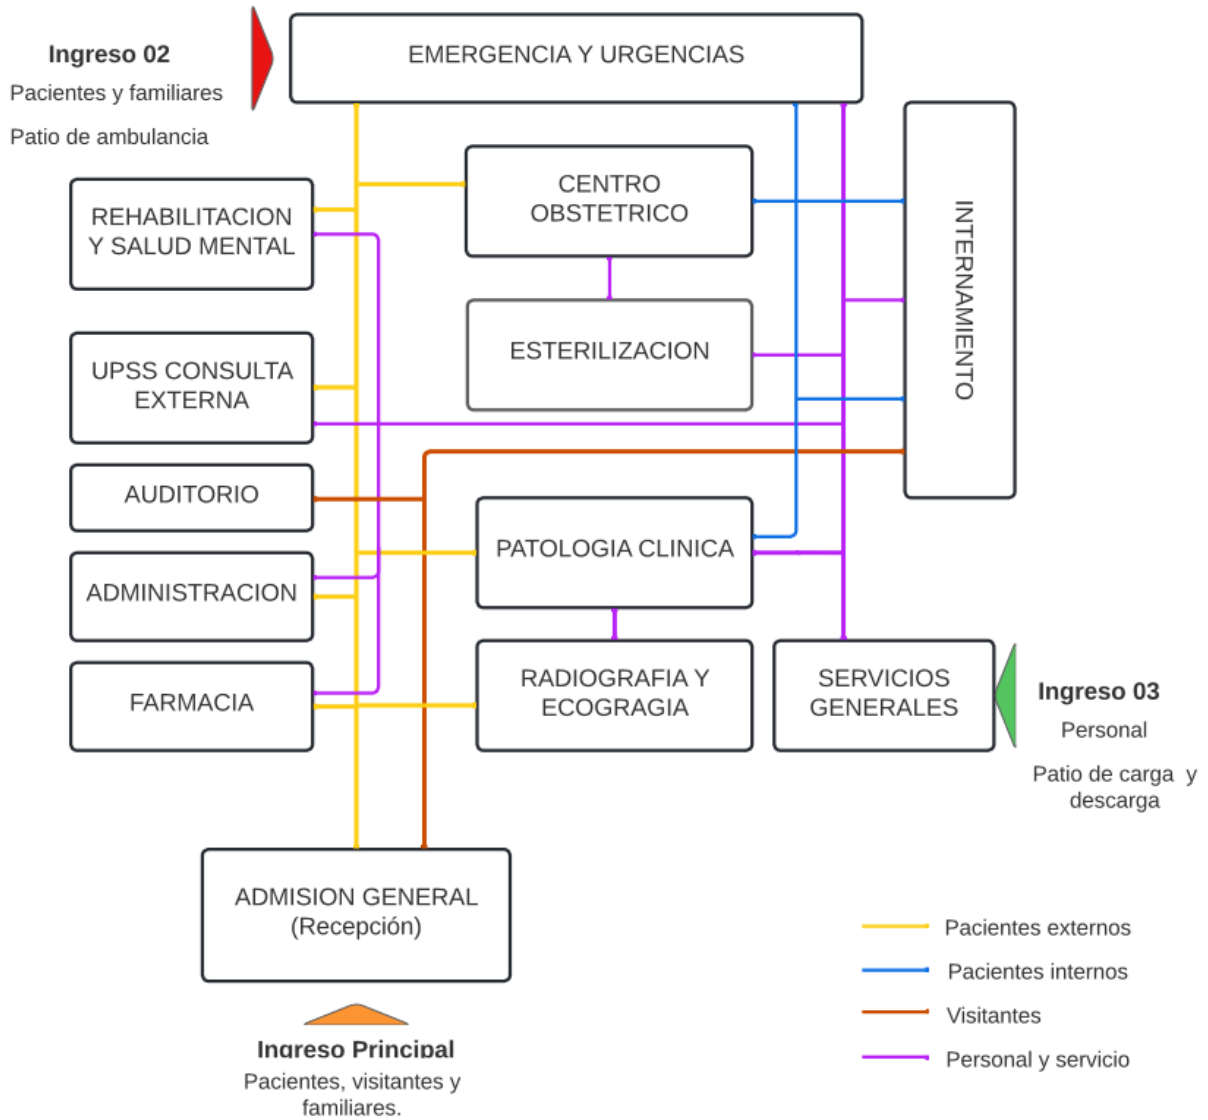 Ingreso 02
Pacientes y familiares
Patio de ambulancia
EMERGENCIA Y URGENCIAS
REHABILITACION
Y SALUD MENTAL
CENTRO
OBSTETRICO
INTERNAMIENTO
ESTERILIZACION
UPSS CONSULTA
EXTERNA
AUDITORIO
PATOLOGIA CLINICA
ADMINISTRACION
FARMACIA
RADIOGRAFIA Y
ECOGRAGIA
SERVICIOS
GENERALES
Ingreso 03
Personal
Patio de carga y
descarga
ADMISION GENERAL
(Recepción)
Ingreso Principal
Pacientes, visitantes y
familiares.
Pacientes externos
Pacientes internos
Visitantes
Personal y servicio